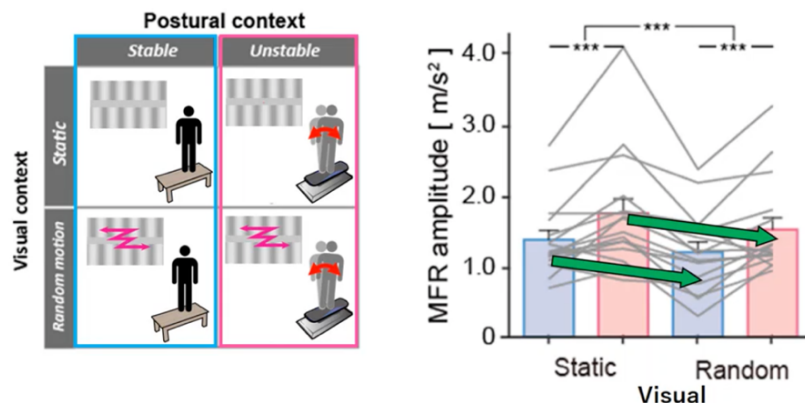 Postural context
Stable
Unstable
Visual context
Static
Random motion
MFR amplitude [ m/s² ]
4.0
3.0
2.0
1.0
0
***
***
***
Static
Random
Visual